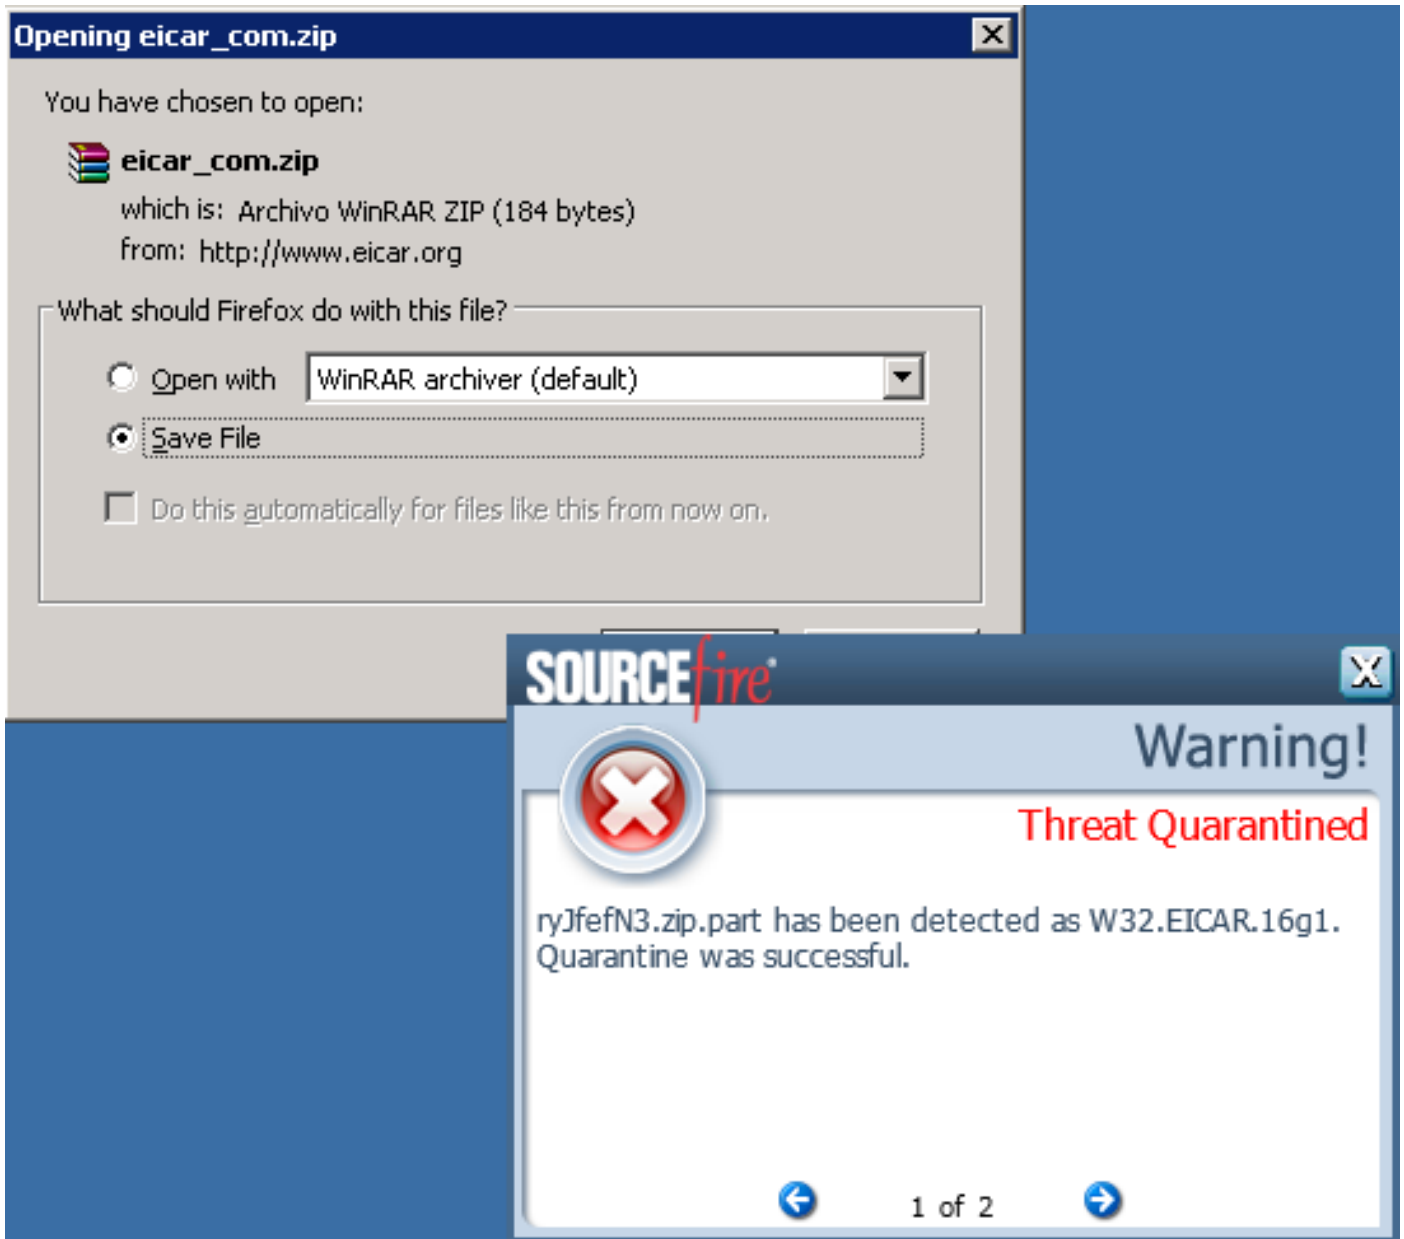 Opening eicar_com.zip
You have chosen to open:
eicar_com.zip
which is: Archivo WinRAR ZIP (184 bytes)
from: http://www.eicar.org
What should Firefox do with this file?
Open with WinRAR archiver (default)
Save File
Do this automatically for files like this from now on.
SOURCEfire®
Warning!
Threat Quarantined
ryJfefN3.zip.part has been detected as W32.EICAR.16g1.
Quarantine was successful.
1 of 2